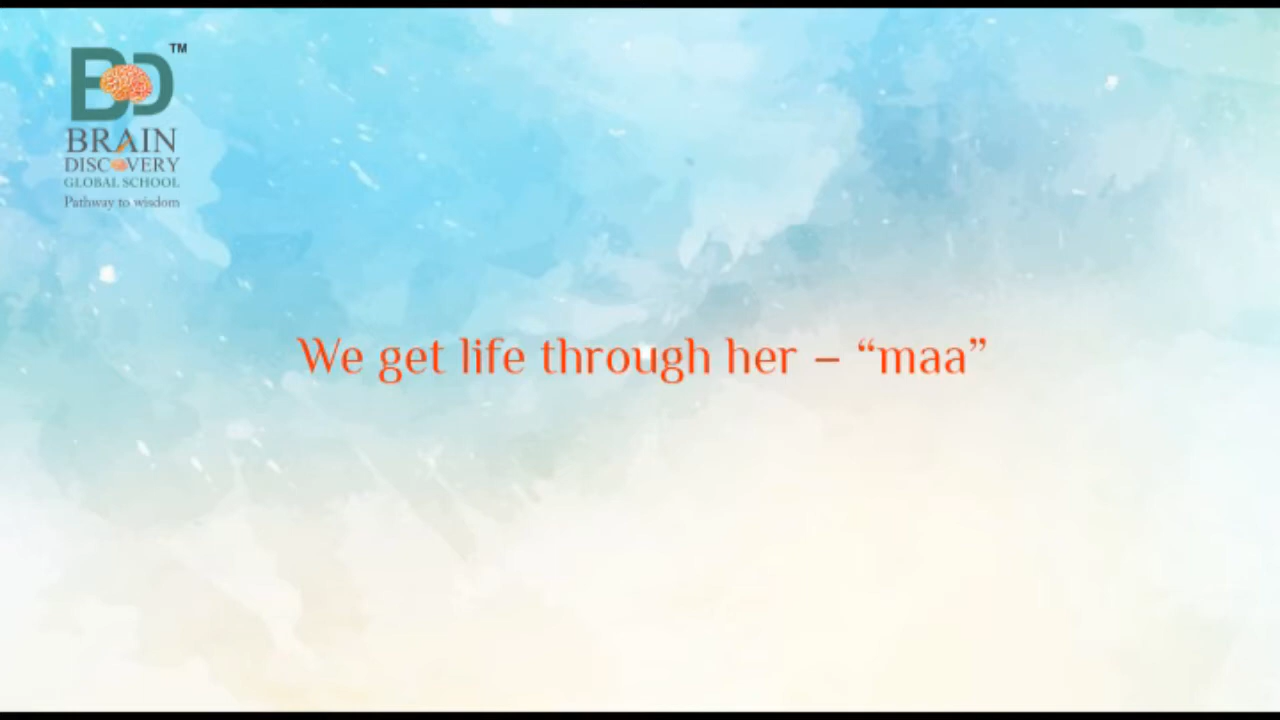 BD™
BRAIN
DISCOVERY
GLOBAL SCHOOL
Pathway to wisdom
We get life through her – “maa”